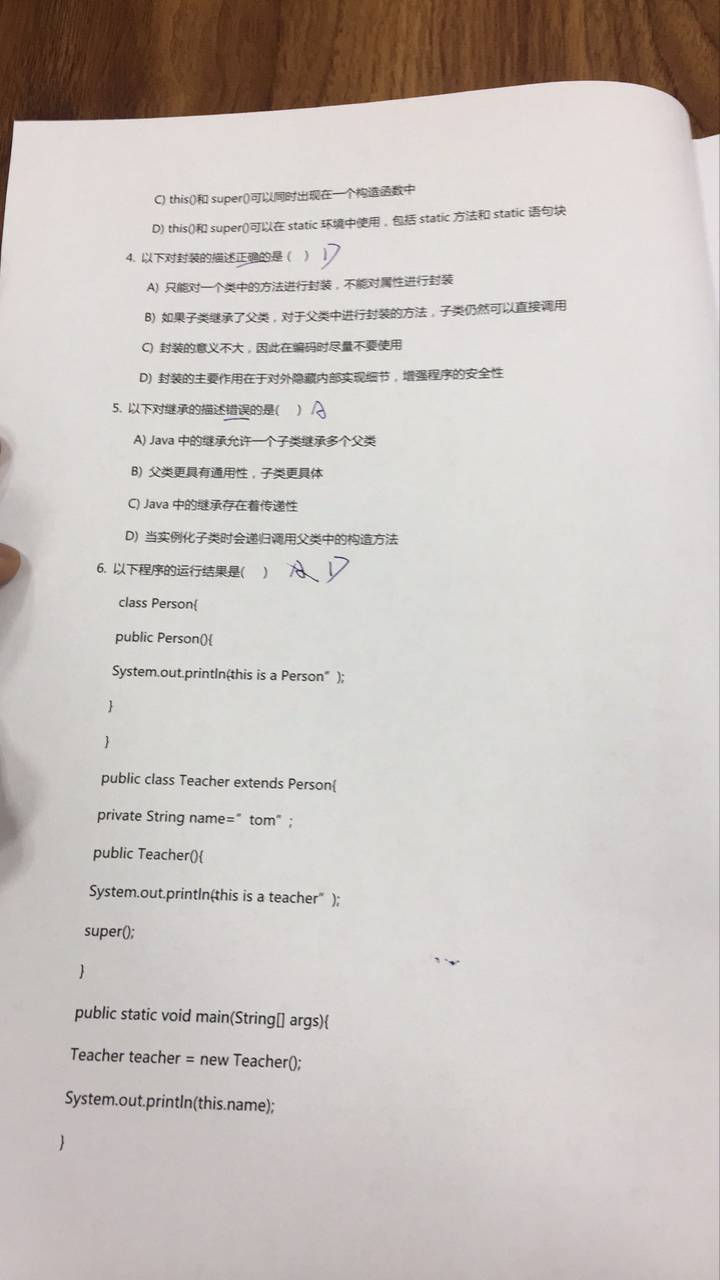 C) this()和 super()可以同时出现在一个构造函数中
D) this()和 super()可以在 static 环境中使用，包括 static 方法和 static 语句块
4. 以下对封装的描述正确的是 ( ) D
A) 只能对一个类中的方法进行封装，不能对属性进行封装
B) 如果子类继承了父类，对于父类中进行封装的方法，子类仍然可以直接调用
C) 封装的意义不大，因此在编码时尽量不要使用
D) 封装的主要作用在于对外隐藏内部实现细节，增强程序的安全性
5. 以下对继承的描述错误的是( ) A
A) Java 中的继承允许一个子类继承多个父类
B) 父类更具有通用性，子类更具体
C) Java 中的继承存在着传递性
D) 当实例化子类时会递归调用父类中的构造方法
6. 以下程序的运行结果是( ) A D
class Person{
public Person(){
System.out.println(this is a Person”);
}
}
public class Teacher extends Person{
private String name=”tom”;
public Teacher(){
System.out.println(this is a teacher”);
super();
}
public static void main(String[] args){
Teacher teacher = new Teacher();
System.out.println(this.name);
}